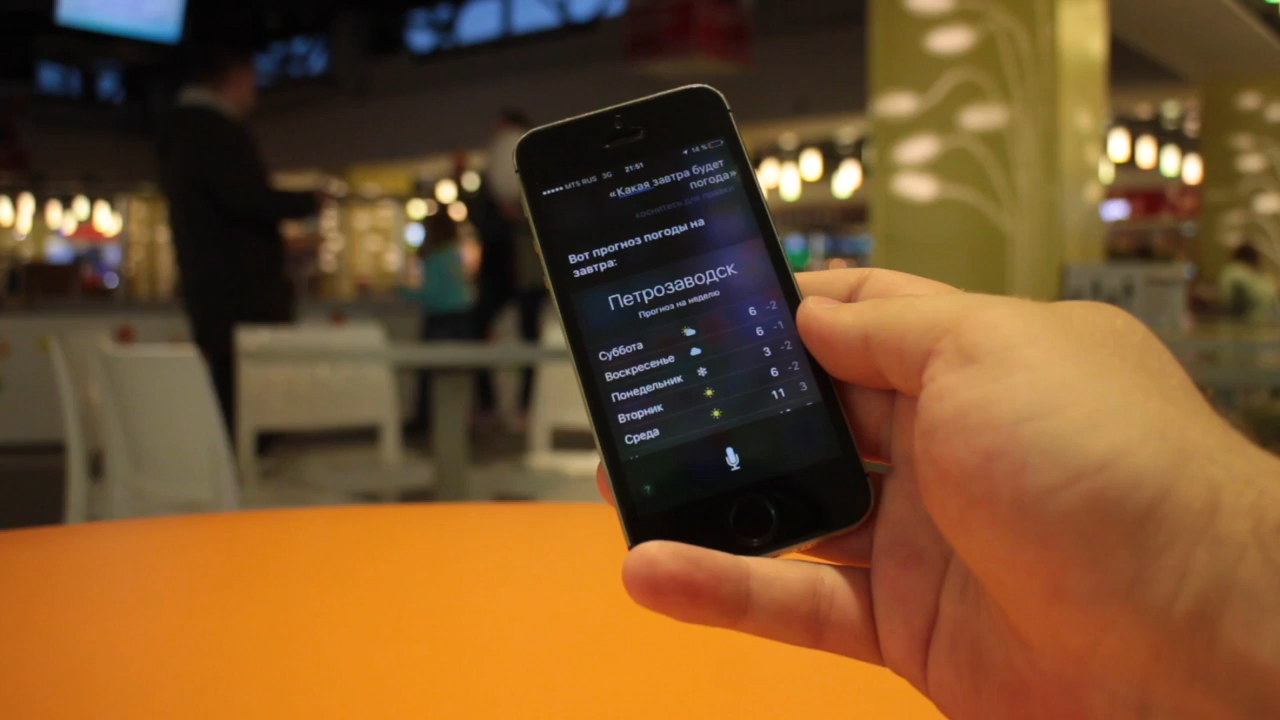 MTS RUS 3G 21:51 14 %
«Какая завтра будет
погода»
коснитесь для правки
Вот прогноз погоды на
завтра:
Петрозаводск
Прогноз на неделю
Суббота 6 -2
Воскресенье 6 -1
Понедельник 3 -2
Вторник 6 -2
Среда 11 3